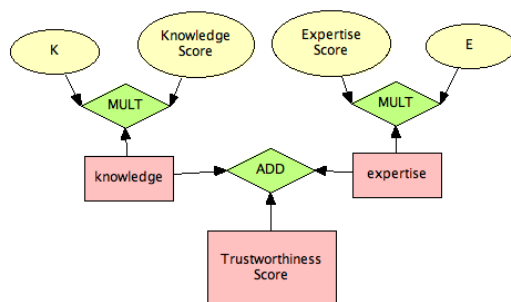 K
Knowledge
Score
Expertise
Score
E
MULT
MULT
knowledge
ADD
expertise
Trustworthiness
Score